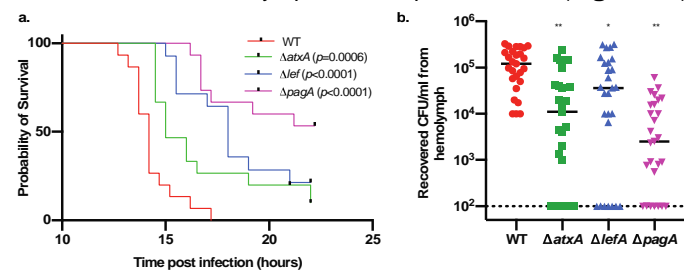 a.
Probability of Survival
100
50
0
10
15
20
25
Time post infection (hours)
WT
ΔatxA (p=0.0006)
Δlef (p<0.0001)
ΔpagA (p<0.0001)
b.
Recovered CFU/ml from
hemolymph
10⁶
10⁵
10⁴
10³
10²
**
*
**
WT
ΔatxA
ΔlefA
ΔpagA